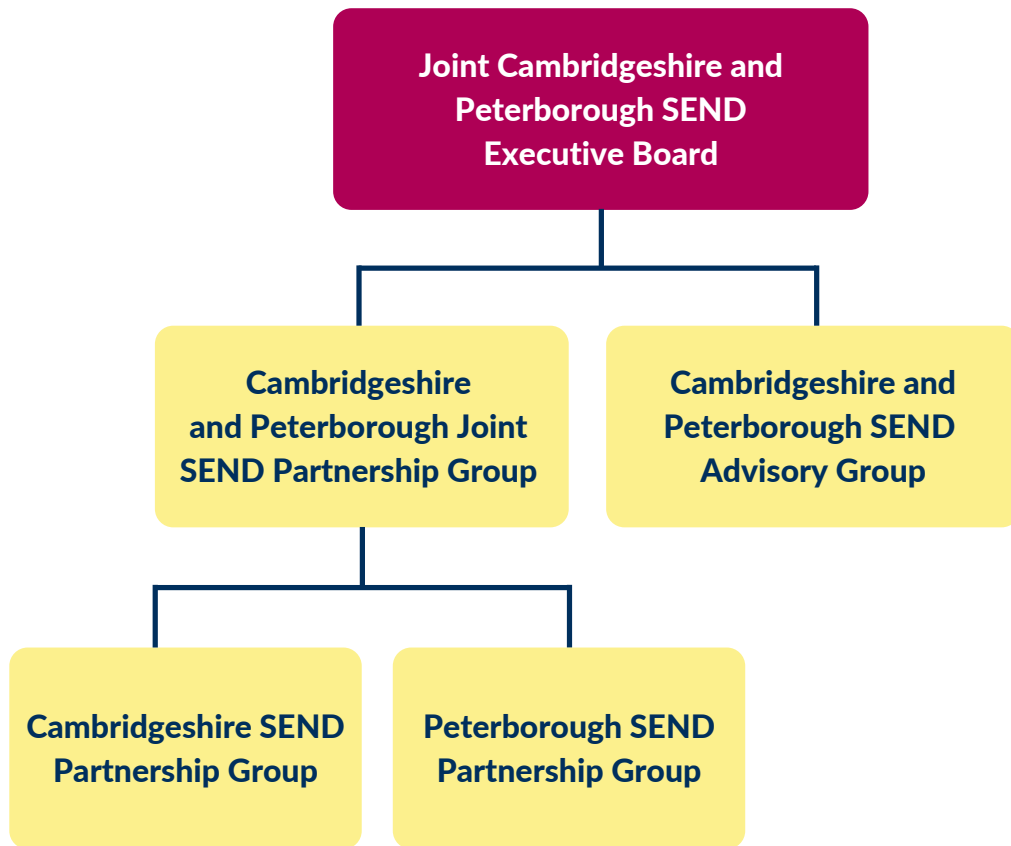 Joint Cambridgeshire and
Peterborough SEND
Executive Board
Cambridgeshire
and Peterborough Joint
SEND Partnership Group
Cambridgeshire and
Peterborough SEND
Advisory Group
Cambridgeshire SEND
Partnership Group
Peterborough SEND
Partnership Group